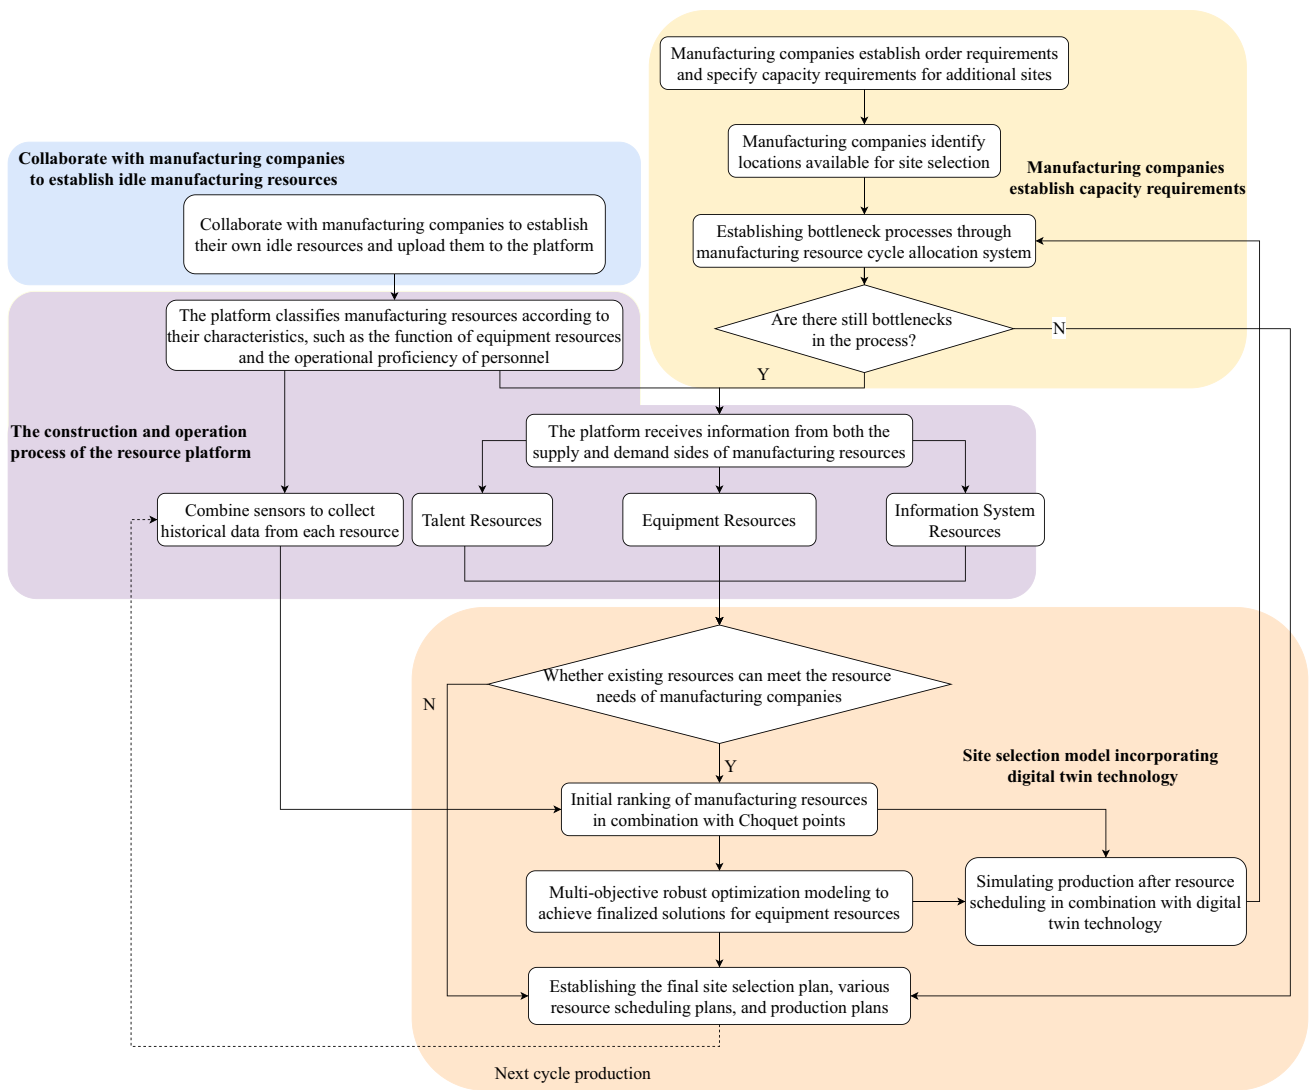 Manufacturing companies establish order requirements
and specify capacity requirements for additional sites
Manufacturing companies identify
locations available for site selection
Manufacturing companies
establish capacity requirements
Collaborate with manufacturing companies
to establish idle manufacturing resources
Collaborate with manufacturing companies to establish
their own idle resources and upload them to the platform
Establishing bottleneck processes through
manufacturing resource cycle allocation system
Are there still bottlenecks
in the process?
N
Y
The platform classifies manufacturing resources according to
their characteristics, such as the function of equipment resources
and the operational proficiency of personnel
The construction and operation
process of the resource platform
The platform receives information from both the
supply and demand sides of manufacturing resources
Combine sensors to collect
historical data from each resource
Talent Resources
Equipment Resources
Information System
Resources
Whether existing resources can meet the resource
needs of manufacturing companies
N
Y
Site selection model incorporating
digital twin technology
Initial ranking of manufacturing resources
in combination with Choquet points
Multi-objective robust optimization modeling to
achieve finalized solutions for equipment resources
Simulating production after resource
scheduling in combination with digital
twin technology
Establishing the final site selection plan, various
resource scheduling plans, and production plans
Next cycle production